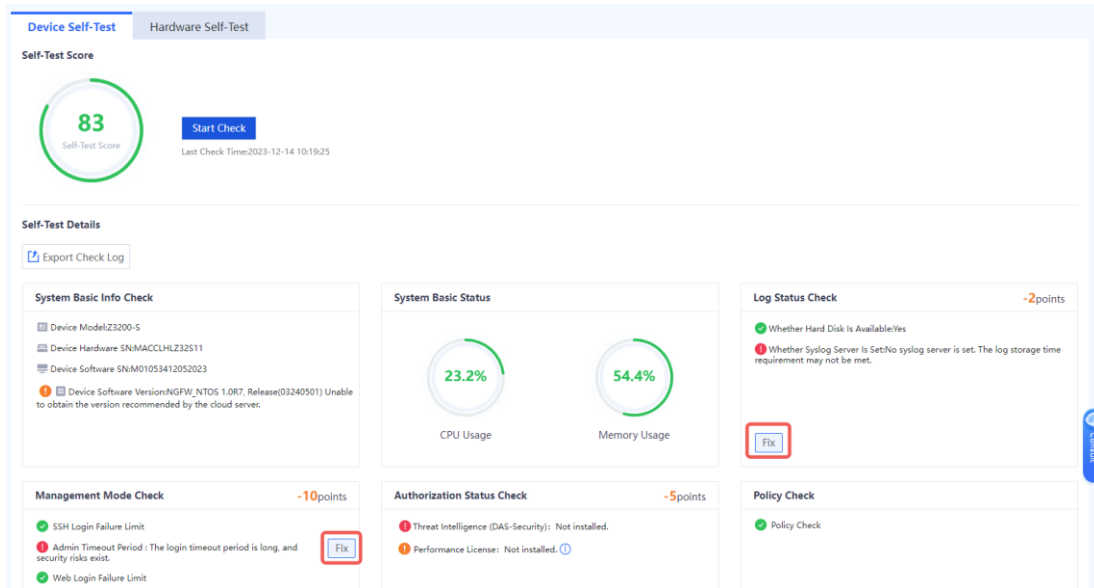 Device Self-Test
Hardware Self-Test
Self-Test Score
83
Self-Test Score
Start Check
Last Check Time:2023-12-14 10:19:25
Self-Test Details
Export Check Log
System Basic Info Check
Device Model:Z3200-S
Device Hardware SN:MACCLHLZ32S11
Device Software SN:M01053412052023
Device Software Version:NGFW_NTOS 1.0R7, Release(03240501) Unable
to obtain the version recommended by the cloud server.
System Basic Status
23.2%
CPU Usage
54.4%
Memory Usage
Log Status Check
-2points
Whether Hard Disk Is Available:Yes
Whether Syslog Server Is Set:No syslog server is set. The log storage time
requirement may not be met.
Fix
Management Mode Check
-10points
SSH Login Failure Limit
Admin Timeout Period : The login timeout period is long, and
security risks exist.
Fix
Web Login Failure Limit
Authorization Status Check
-5points
Threat Intelligence (DAS-Security): Not installed.
Performance License: Not installed.
Policy Check
Policy Check